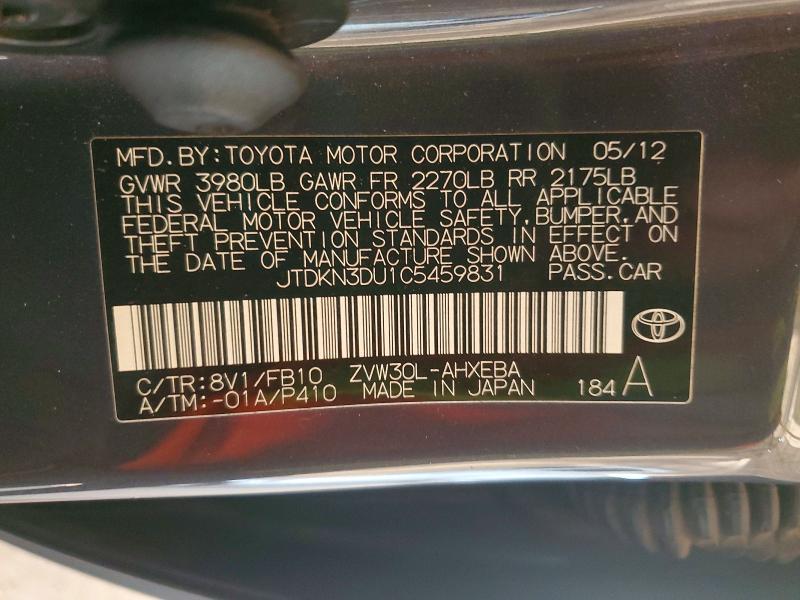 MFD.BY:TOYOTA MOTOR CORPORATION 05/12
GVWR 3980LB GAWR FR 2270LB RR 2175LB
THIS VEHICLE CONFORMS TO ALL APPLICABLE
FEDERAL MOTOR VEHICLE SAFETY,BUMPER,AND
THEFT PREVENTION STANDARDS IN EFFECT ON
THE DATE OF MANUFACTURE SHOWN ABOVE.
JTDKN3DU1C5459831 PASS.CAR
C/TR:8V1/FB10 ZVW30L-AHXEBA
A/TM:-01A/P410 MADE IN JAPAN 184 A